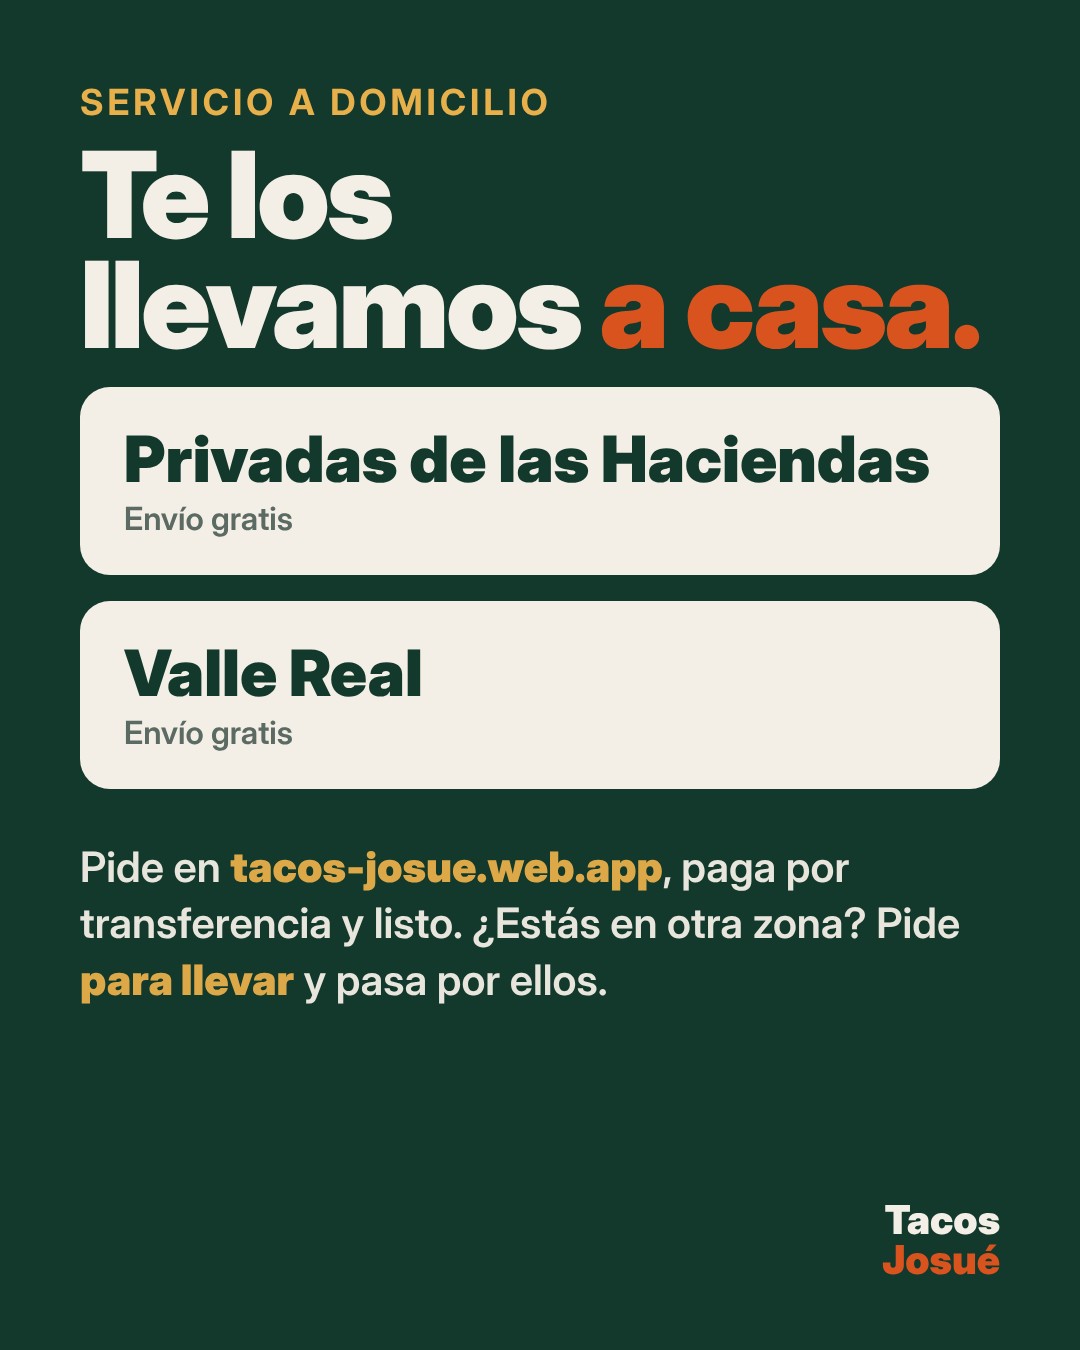 SERVICIO A DOMICILIO
Te los
llevamos a casa.
Privadas de las Haciendas
Envío gratis
Valle Real
Envío gratis
Pide en tacos-josue.web.app, paga por
transferencia y listo. ¿Estás en otra zona? Pide
para llevar y pasa por ellos.
Tacos
Josué